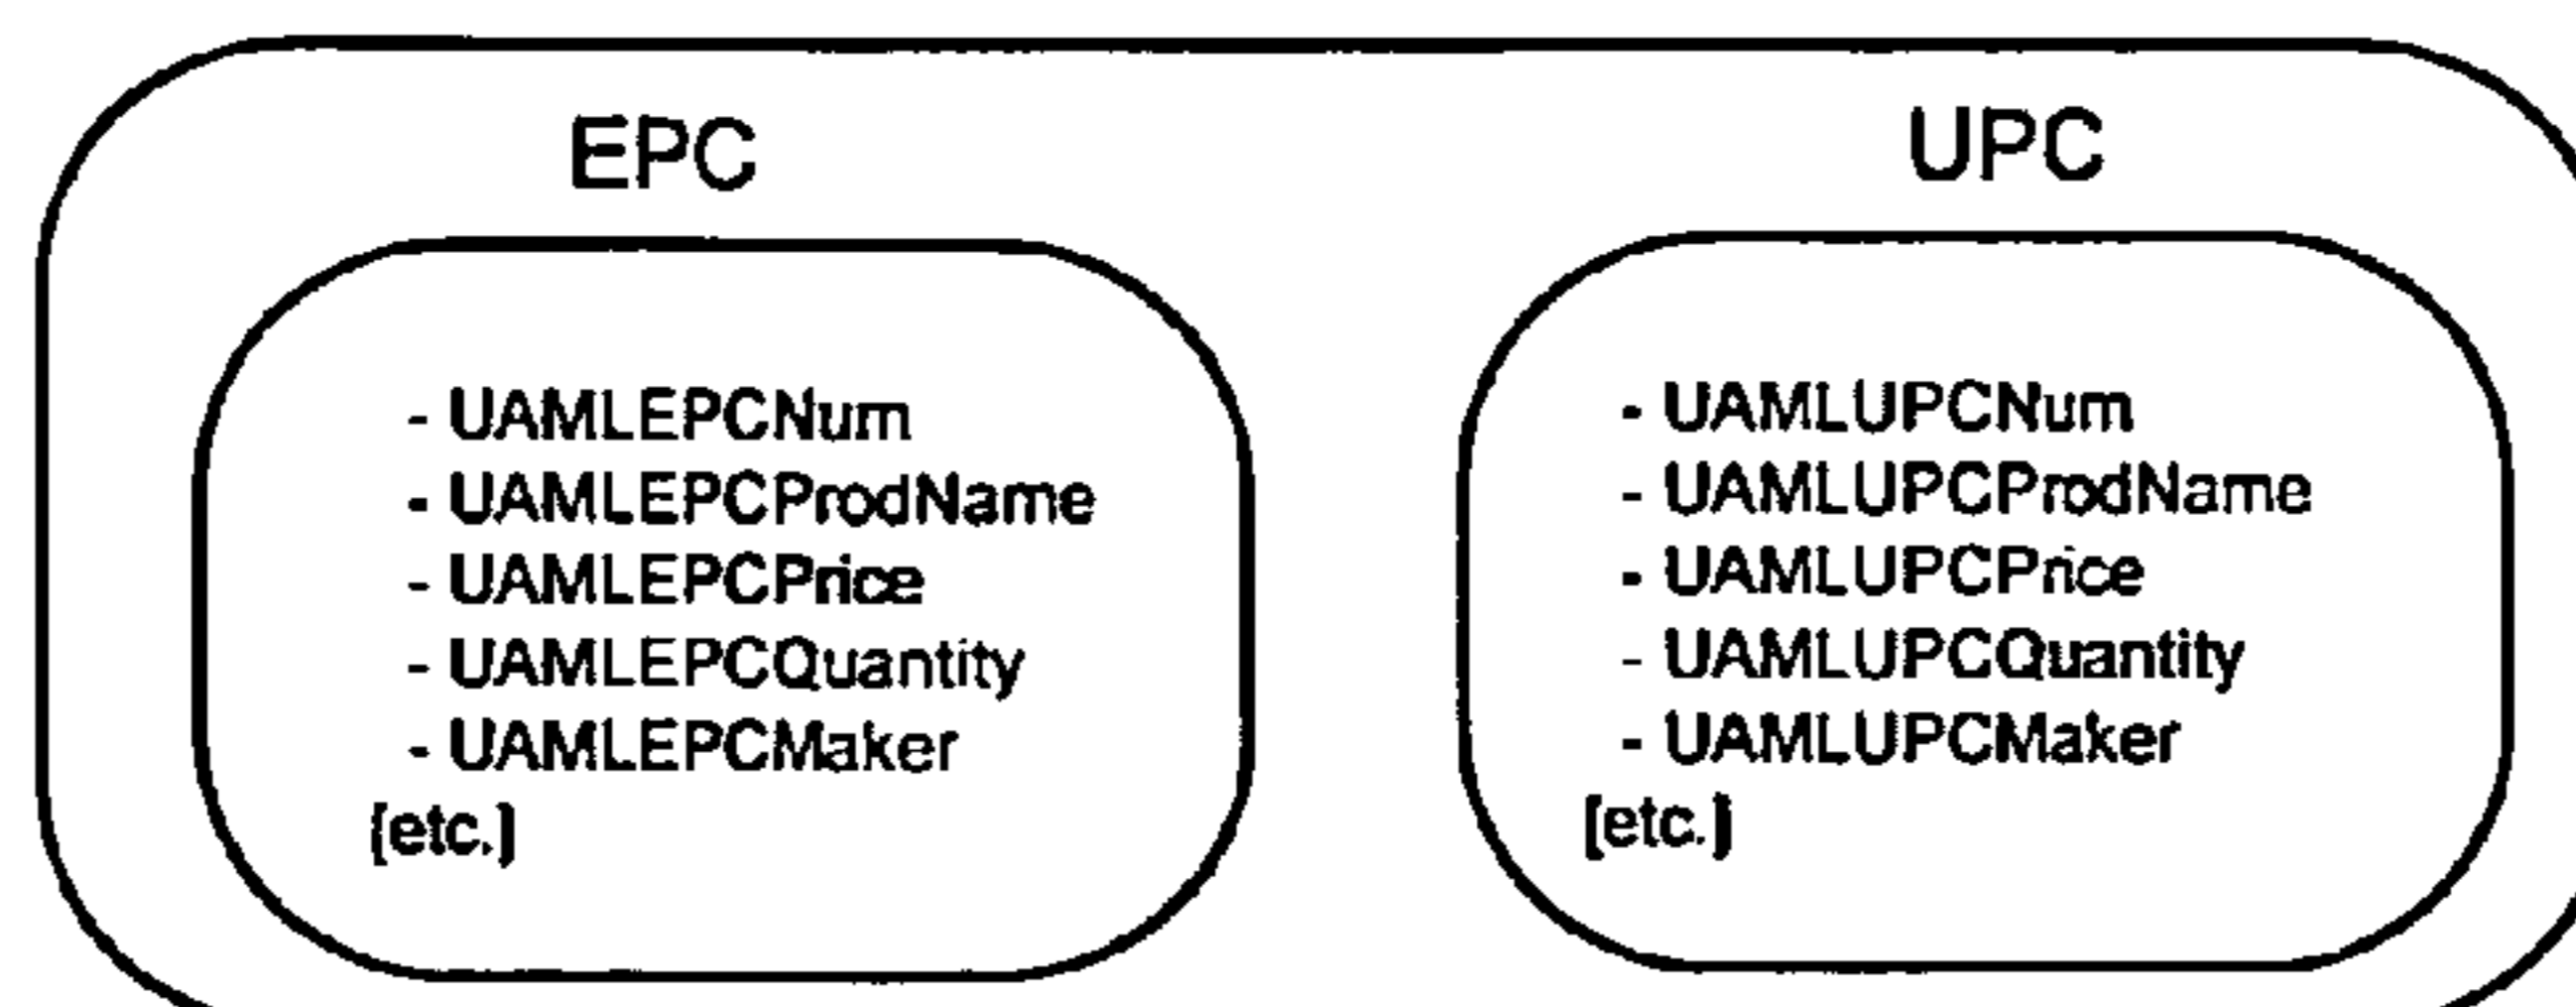 EPC
- UAMLEPCNum
- UAMLEPCProdName
- UAMLEPCPrice
- UAMLEPCQuantity
- UAMLEPCMaker
[etc.]
UPC
- UAMLUPCNum
- UAMLUPCProdName
- UAMLUPCPrice
- UAMLUPCQuantity
- UAMLUPCMaker
[etc.]